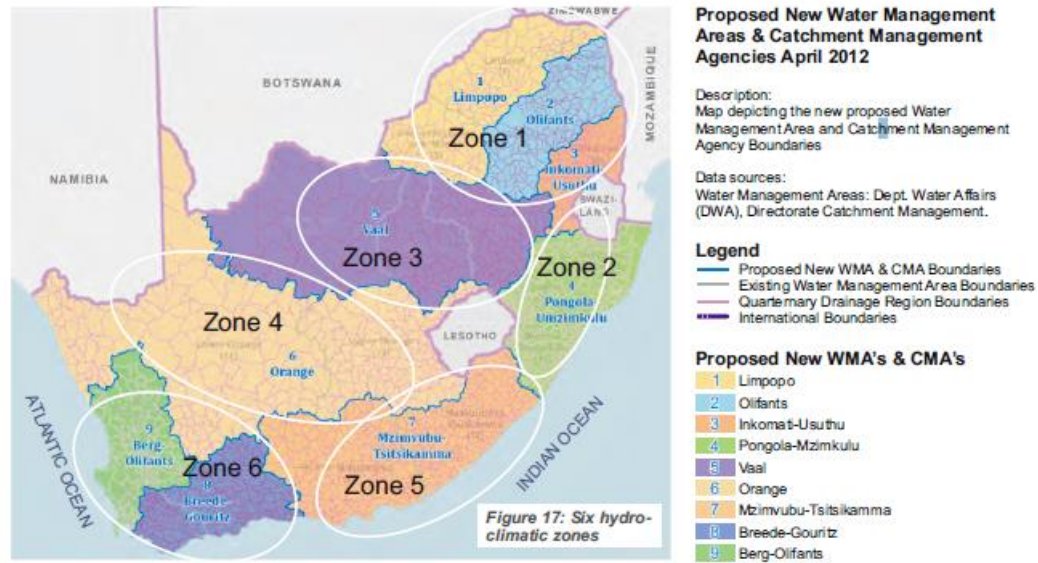 ZIMBABWE
BOTSWANA
MOZAMBIQUE
NAMIBIA
1
Limpopo
2
Olifants
Zone 1
3
Inkomati-
Usuthu
SWAZI-
LAND
5
Vaal
Zone 3
Zone 2
4
Pongola-
Umzimkulu
Zone 4
LESOTHO
6
Orange
7
Mzimvubu-
Tsitsikamma
9
Berg-
Olifants
Zone 6
8
Breede-
Gouritz
Zone 5
ATLANTIC OCEAN
INDIAN OCEAN
Figure 17: Six hydro-
climatic zones
Proposed New Water Management
Areas & Catchment Management
Agencies April 2012
Description:
Map depicting the new proposed Water
Management Area and Catchment Management
Agency Boundaries
Data sources:
Water Management Areas: Dept. Water Affairs
(DWA), Directorate Catchment Management.
Legend
Proposed New WMA & CMA Boundaries
Existing Water Management Area Boundaries
Quarternary Drainage Region Boundaries
International Boundaries
Proposed New WMA's & CMA's
1 Limpopo
2 Olifants
3 Inkomati-Usuthu
4 Pongola-Mzimkulu
5 Vaal
6 Orange
7 Mzimvubu-Tsitsikamma
8 Breede-Gouritz
9 Berg-Olifants